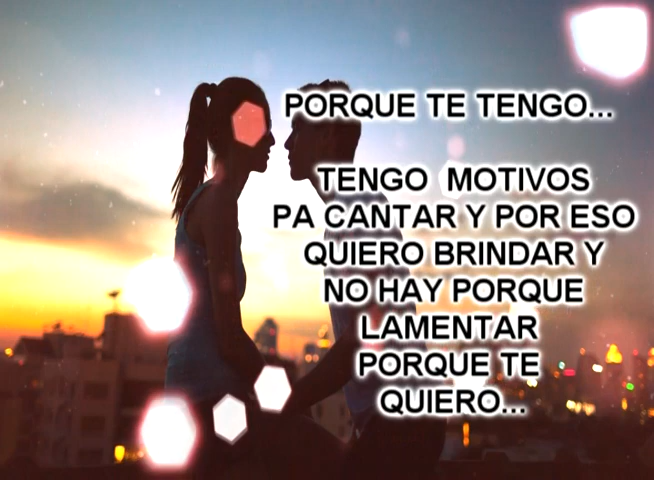 PORQUE TE TENGO...
TENGO MOTIVOS
PA CANTAR Y POR ESO
QUIERO BRINDAR Y
NO HAY PORQUE
LAMENTAR
PORQUE TE
QUIERO...